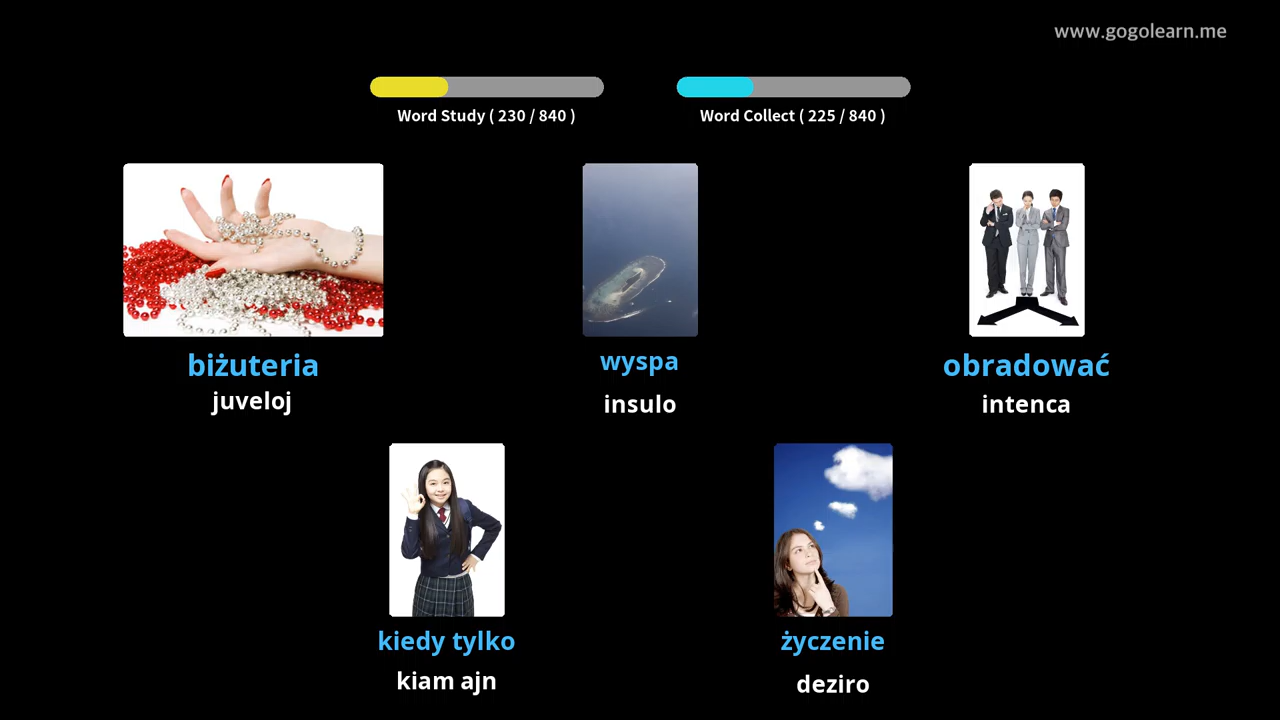 www.gogolearn.me
Word Study ( 230 / 840 )
Word Collect ( 225 / 840 )
biżuteria
juveloj
wyspa
insulo
obradować
intenca
kiedy tylko
kiam ajn
życzenie
deziro